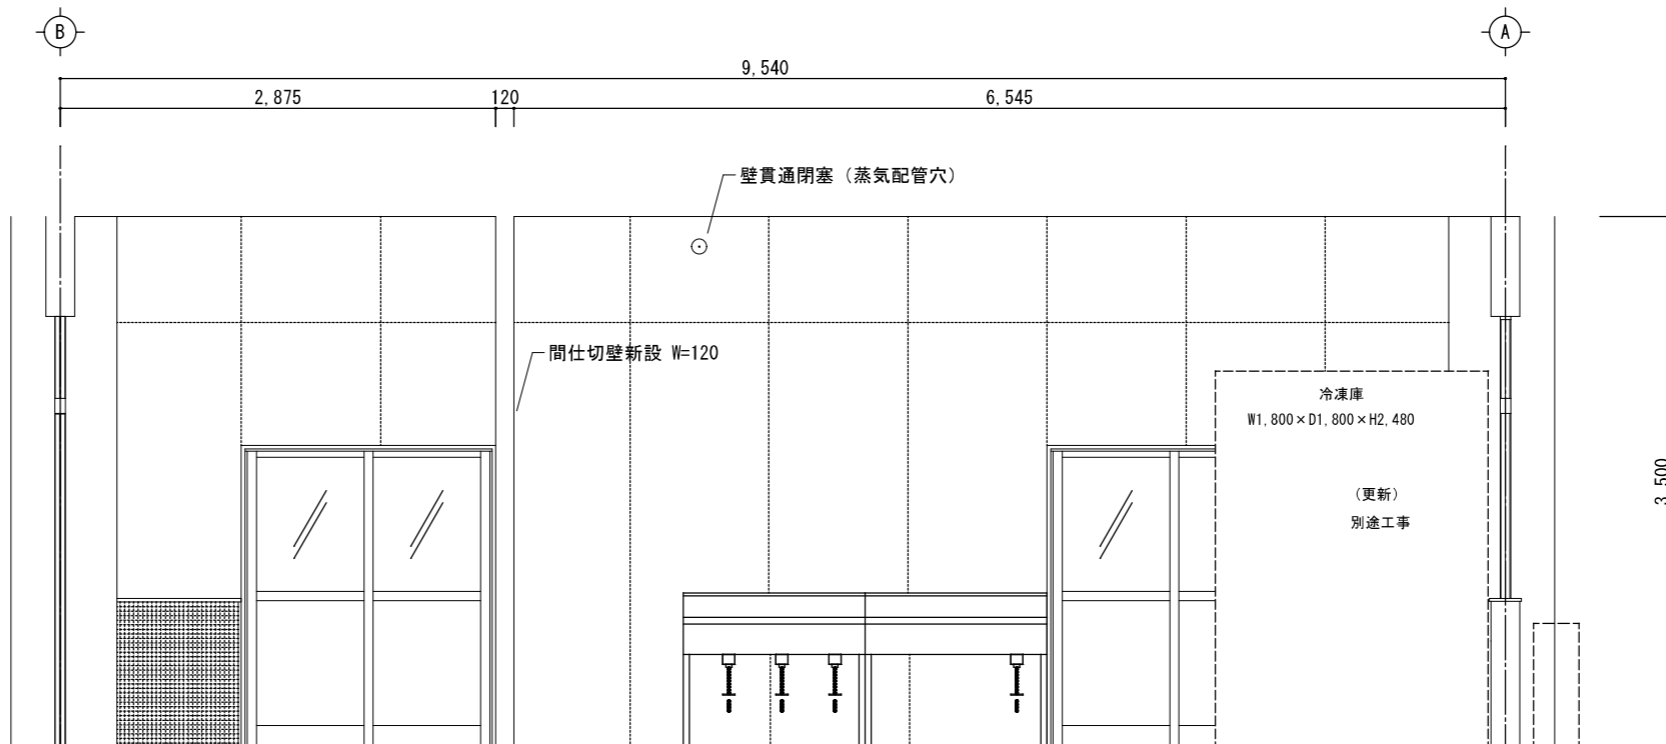 B
A
9,540
2,875
120
6,545
壁貫通閉塞（蒸気配管穴）
間仕切壁新設 W=120
冷凍庫
W1,800×D1,800×H2,480
（更新）
別途工事
3,500